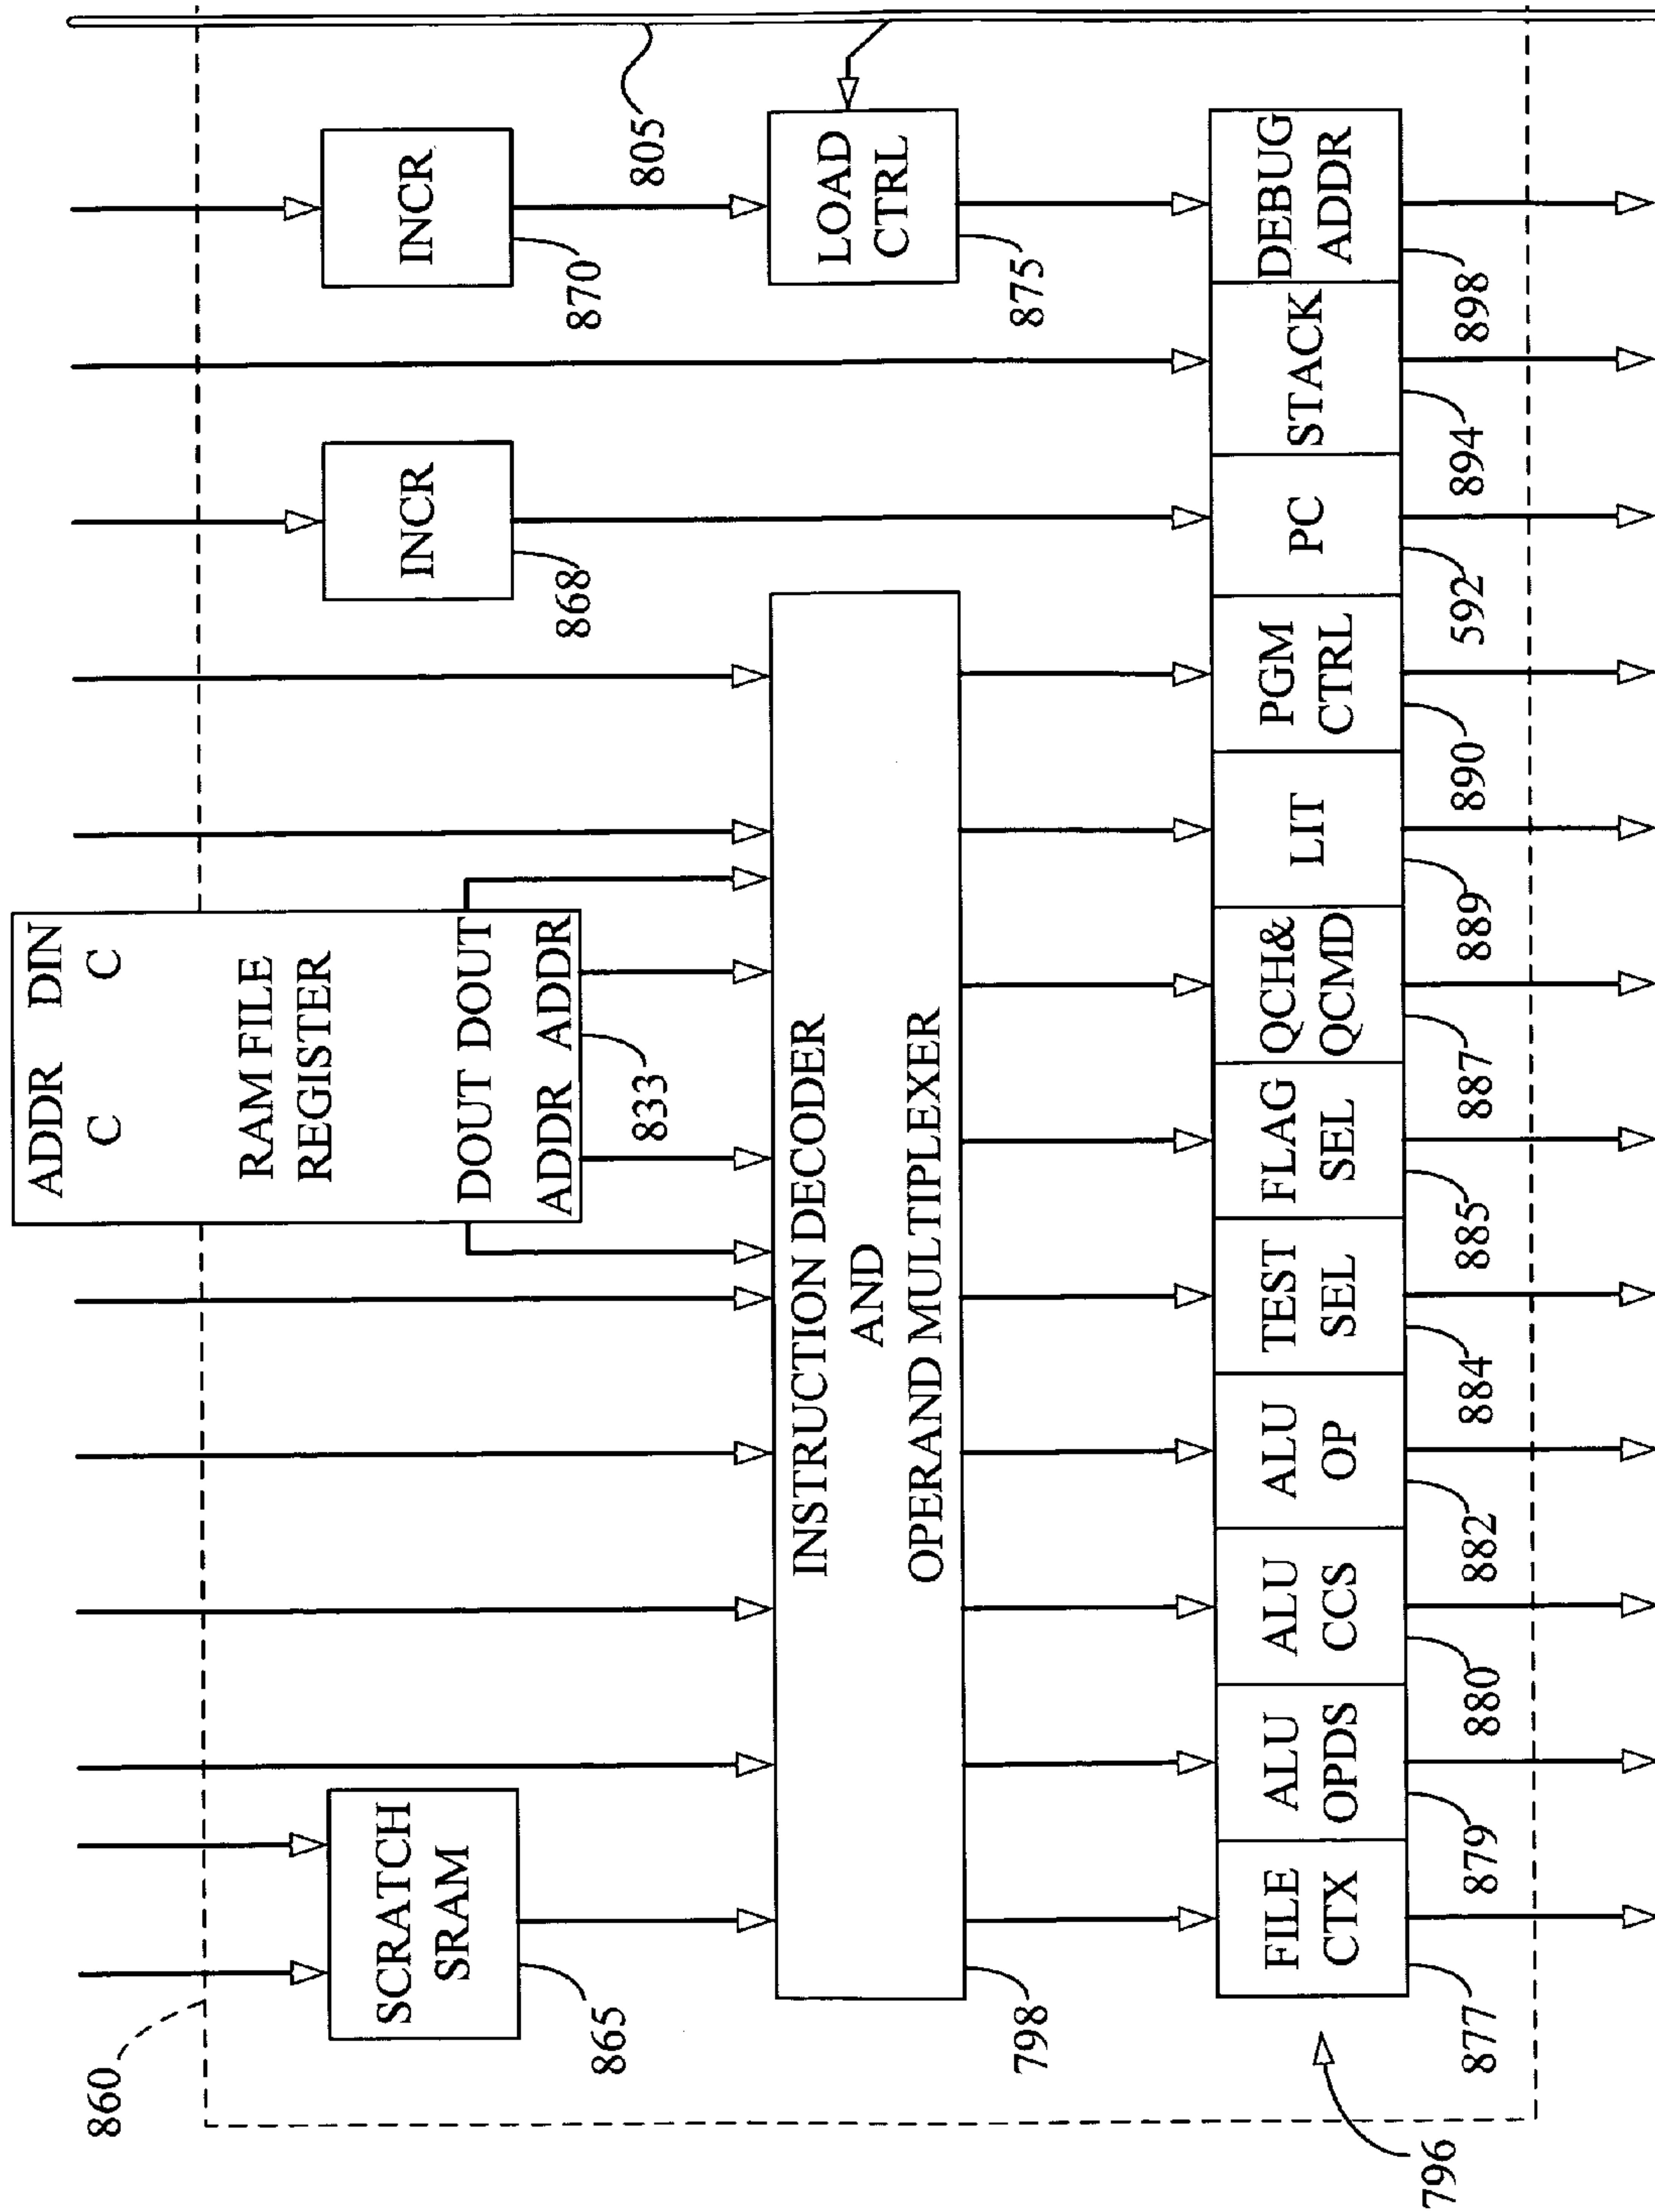 860
ADDR DIN
C C
RAM FILE
REGISTER
DOUT DOUT
ADDR ADDR
833
SCRATCH
SRAM
865
INCR
868
INCR
870
805
INSTRUCTION DECODER
AND
OPERAND MULTIPLEXER
798
LOAD
CTRL
875
796
FILE
CTX
877
ALU
OPDS
879
ALU
CCS
880
ALU
OP
882
TEST
SEL
884
FLAG
SEL
885
QCH&
QCMD
887
LIT
889
PGM
CTRL
890
PC
592
STACK
894
DEBUG
ADDR
898